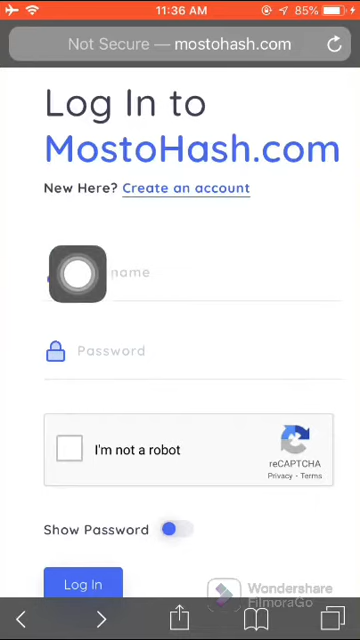 11:36 AM
85%
Not Secure — mostohash.com
Log In to
MostoHash.com
New Here? Create an account
name
Password
I'm not a robot
reCAPTCHA
Privacy - Terms
Show Password
Log In
Wondershare
FilmoraGo